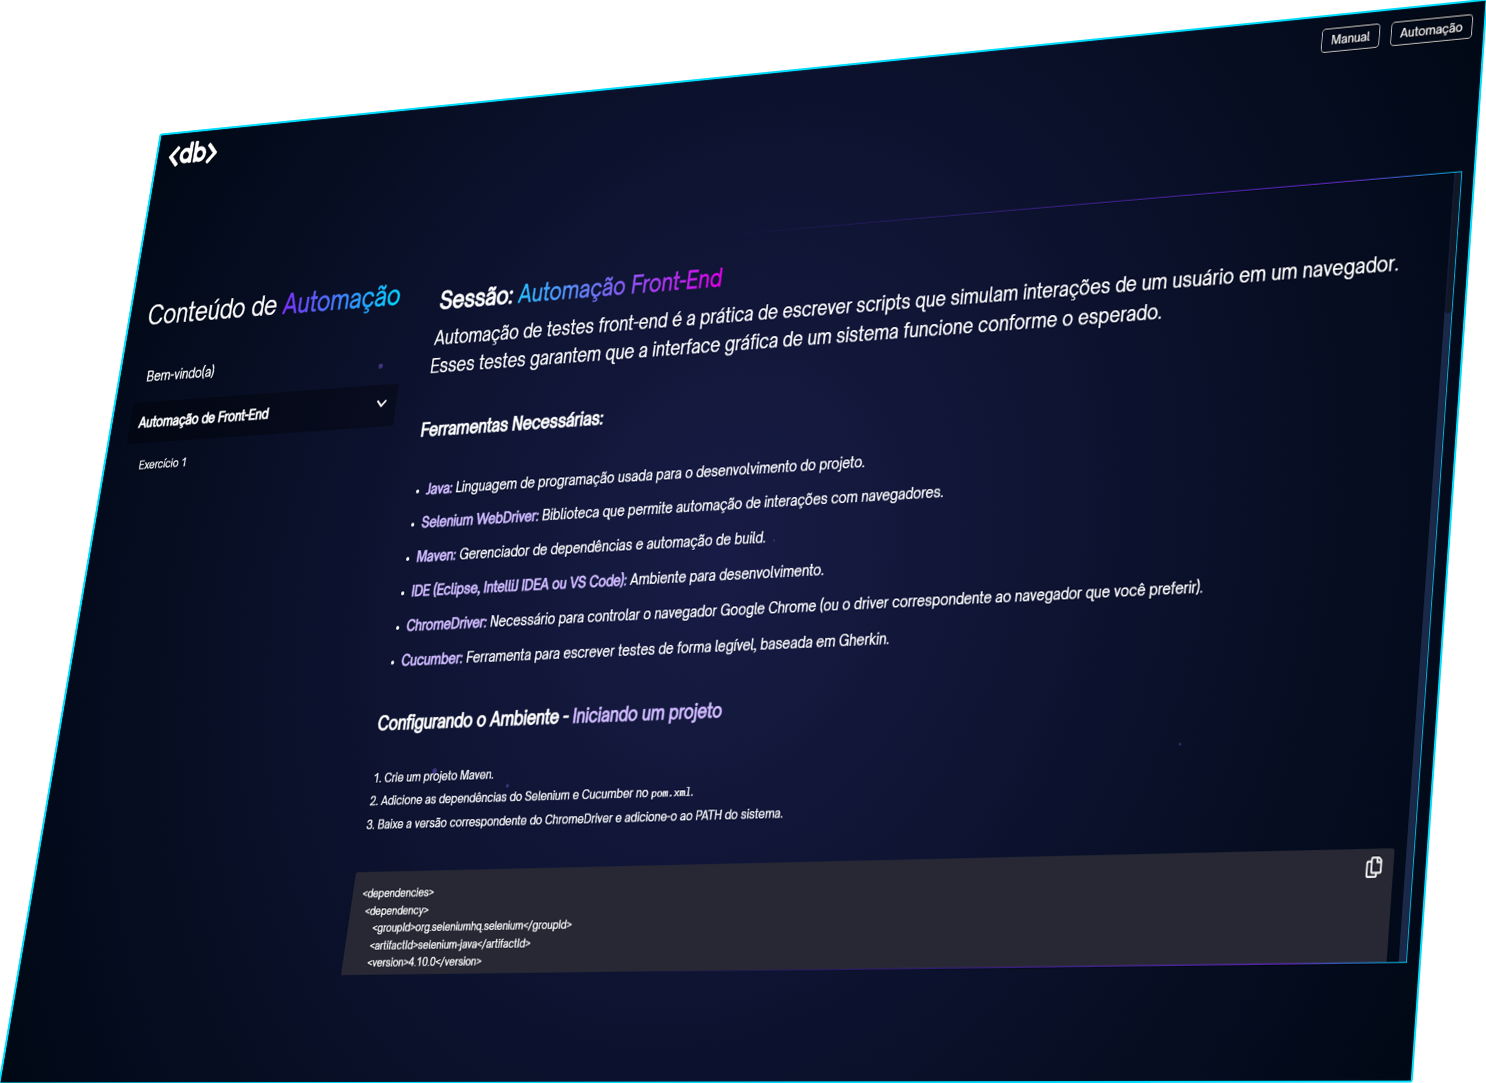 Manual
Automação
<db>
Conteúdo de Automação
Bem-vindo(a)
Automação de Front-End
Exercício 1
Sessão: Automação Front-End
Automação de testes front-end é a prática de escrever scripts que simulam interações de um usuário em um navegador.
Esses testes garantem que a interface gráfica de um sistema funcione conforme o esperado.
Ferramentas Necessárias:
• Java: Linguagem de programação usada para o desenvolvimento do projeto.
• Selenium WebDriver: Biblioteca que permite automação de interações com navegadores.
• Maven: Gerenciador de dependências e automação de build.
• IDE (Eclipse, IntelliJ IDEA ou VS Code): Ambiente para desenvolvimento.
• ChromeDriver: Necessário para controlar o navegador Google Chrome (ou o driver correspondente ao navegador que você preferir).
• Cucumber: Ferramenta para escrever testes de forma legível, baseada em Gherkin.
Configurando o Ambiente - Iniciando um projeto
1. Crie um projeto Maven.
2. Adicione as dependências do Selenium e Cucumber no pom.xml.
3. Baixe a versão correspondente do ChromeDriver e adicione-o ao PATH do sistema.
<dependencies>
<dependency>
<groupId>org.seleniumhq.selenium</groupId>
<artifactId>selenium-java</artifactId>
<version>4.10.0</version>